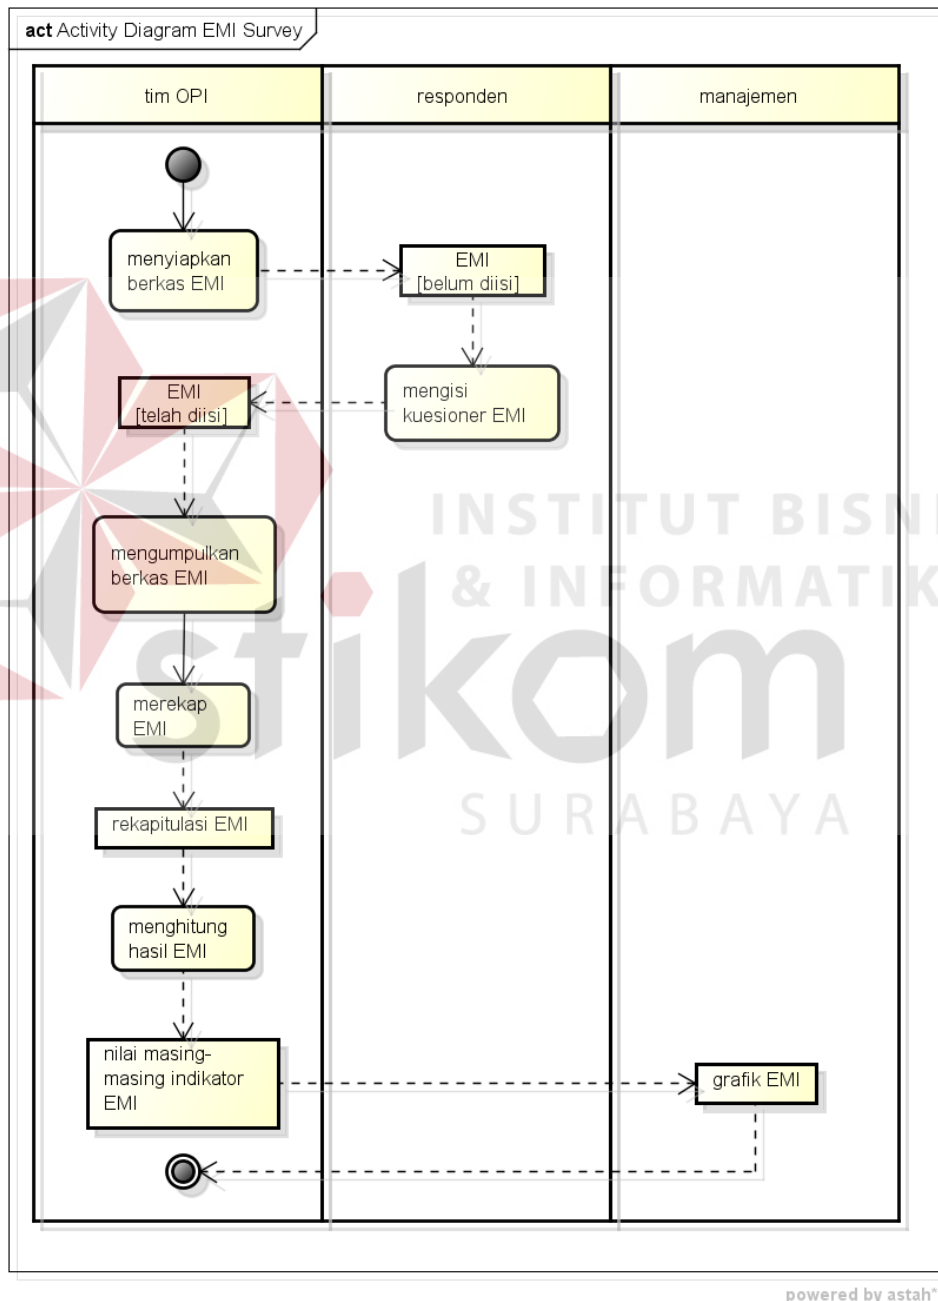 act Activity Diagram EMI Survey
tim OPI
responden
manajemen
menyiapkan
berkas EMI
EMI
[belum diisi]
mengisi
kuesioner EMI
EMI
[telah diisi]
mengumpulkan
berkas EMI
merekap
EMI
rekapitulasi EMI
menghitung
hasil EMI
nilai masing-
masing indikator
EMI
grafik EMI
INSTITUT BISNI
& INFORMATIK
stikom
SURABAYA
powered by astah*